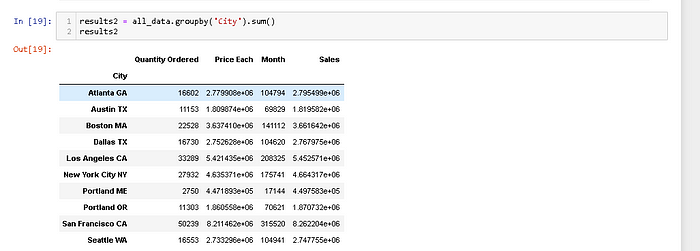 In [19]: 1 results2 = all_data.groupby('City').sum()
2 results2
Out[19]:
Quantity Ordered Price Each Month Sales
City
Atlanta GA 16602 2.779908e+06 104794 2.795499e+06
Austin TX 11153 1.809874e+06 69829 1.819582e+06
Boston MA 22528 3.637410e+06 141112 3.661642e+06
Dallas TX 16730 2.752628e+06 104620 2.767975e+06
Los Angeles CA 33289 5.421435e+06 208325 5.452571e+06
New York City NY 27932 4.635371e+06 175741 4.664317e+06
Portland ME 2750 4.471893e+05 17144 4.497583e+05
Portland OR 11303 1.860558e+06 70621 1.870732e+06
San Francisco CA 50239 8.211462e+06 315520 8.262204e+06
Seattle WA 16553 2.733296e+06 104941 2.747755e+06